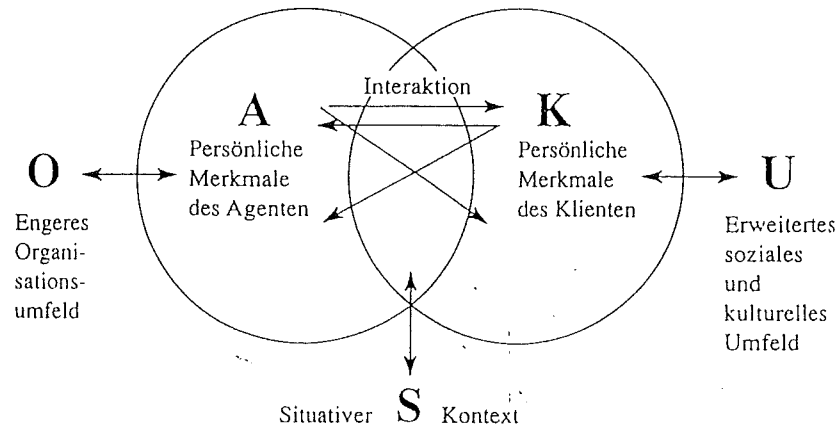 Interaktion
A
Persönliche
Merkmale
des Agenten
K
Persönliche
Merkmale
des Klienten
O
Engeres
Organi-
sations-
umfeld
U
Erweitertes
soziales
und
kulturelles
Umfeld
Situativer S Kontext